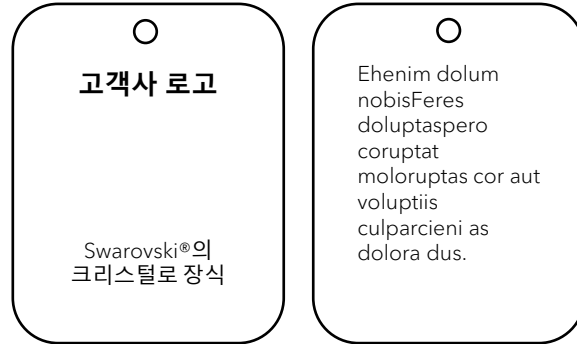 고객사 로고
Swarovski®의
크리스털로 장식
Ehenim dolum
nobisFeres
doluptaspero
coruptat
moloruptas cor aut
voluptiis
culparcieni as
dolora dus.